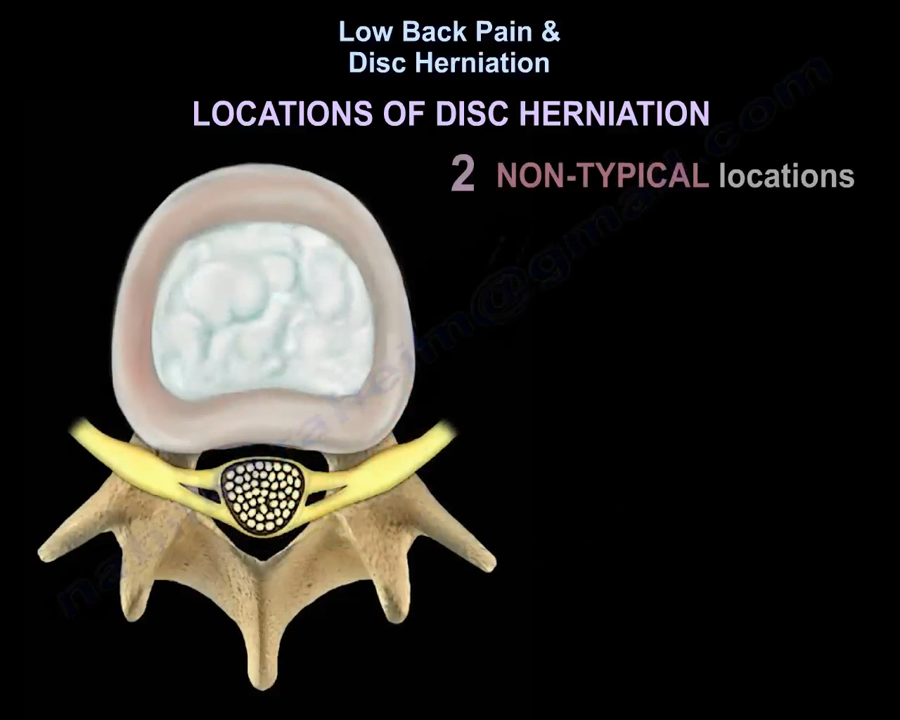 Low Back Pain &
Disc Herniation
LOCATIONS OF DISC HERNIATION
2 NON-TYPICAL locations